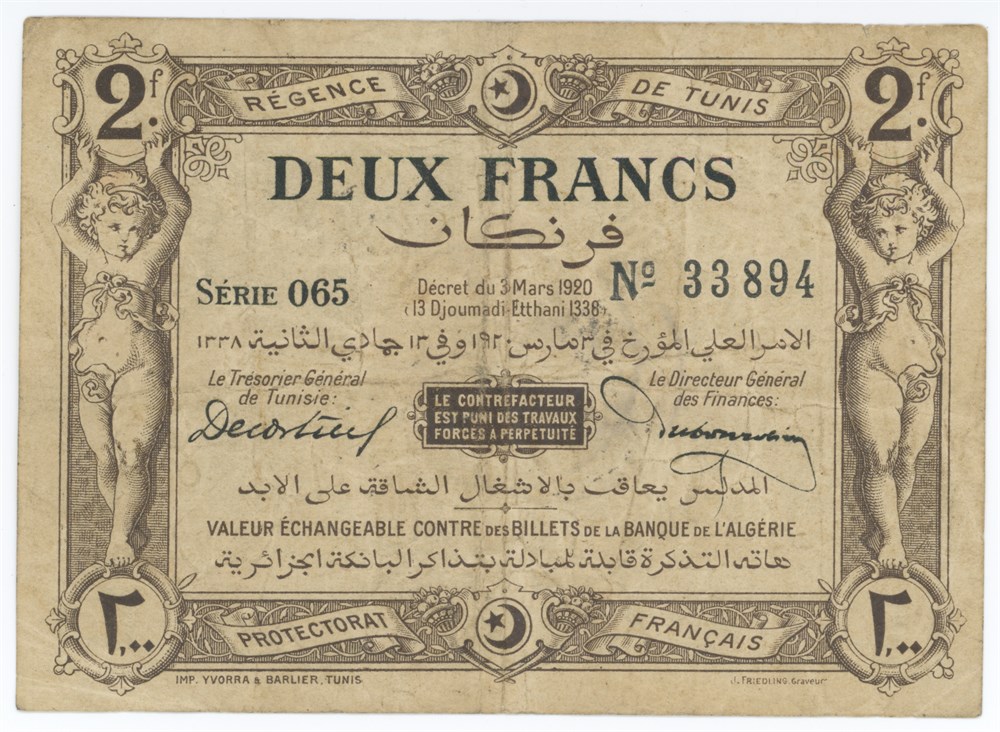 2f. RÉGENCE DE TUNIS 2f.
DEUX FRANCS
فرنكان
SÉRIE 065
Décret du 3 Mars 1920
(13 Djoumadi-Etthani 1338)
Nº 33894
الامر العلي المؤرخ في ٣ مارس ١٩٢٠ وفي ١٣ جمادي الثانية ١٣٣٨
Le Trésorier Général
de Tunisie:
LE CONTREFACTEUR
EST PUNI DES TRAVAUX
FORCES A PERPETUITÉ
Le Directeur Général
des Finances:
المدلس يعاقب بالاشغال الشاقة على الابد
VALEUR ÉCHANGEABLE CONTRE DES BILLETS DE LA BANQUE DE L'ALGÉRIE
هاته التذكرة قابلة للمبادلة بتذاكر البانكة الجزائرية
٢,٠٠ PROTECTORAT FRANÇAIS ٢,٠٠
IMP. YVORRA & BARLIER, TUNIS
J. FRIEDLING. Graveur